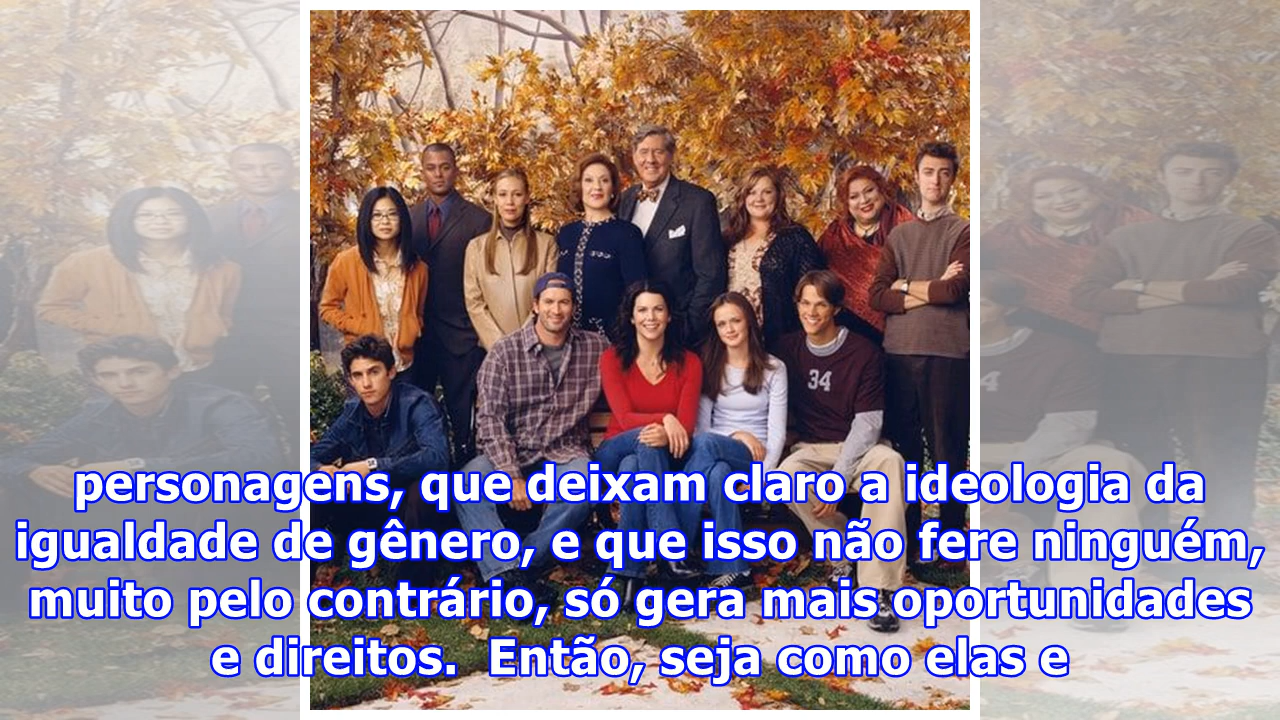 34
personagens, que deixam claro a ideologia da
igualdade de gênero, e que isso não fere ninguém,
muito pelo contrário, só gera mais oportunidades
e direitos.  Então, seja como elas e